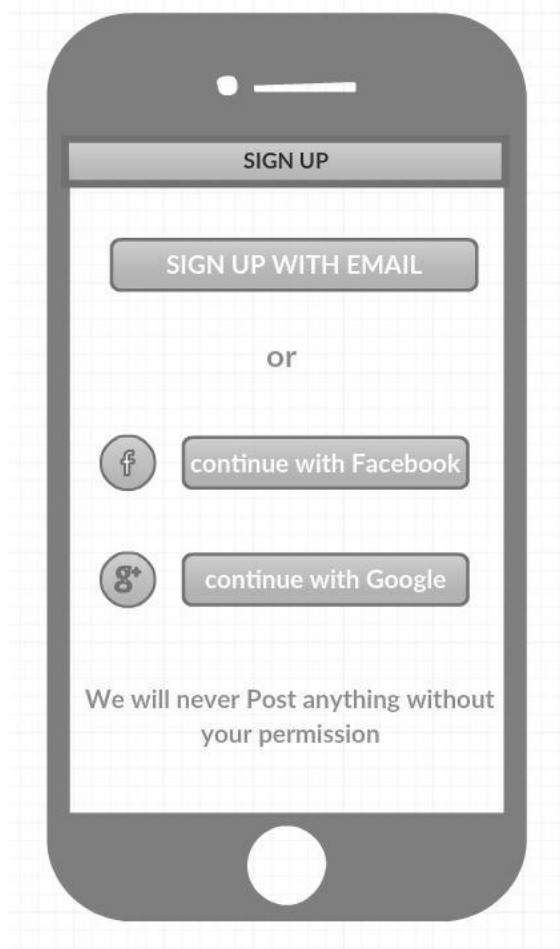 SIGN UP
SIGN UP WITH EMAIL
or
f
continue with Facebook
g+
continue with Google
We will never Post anything without
your permission